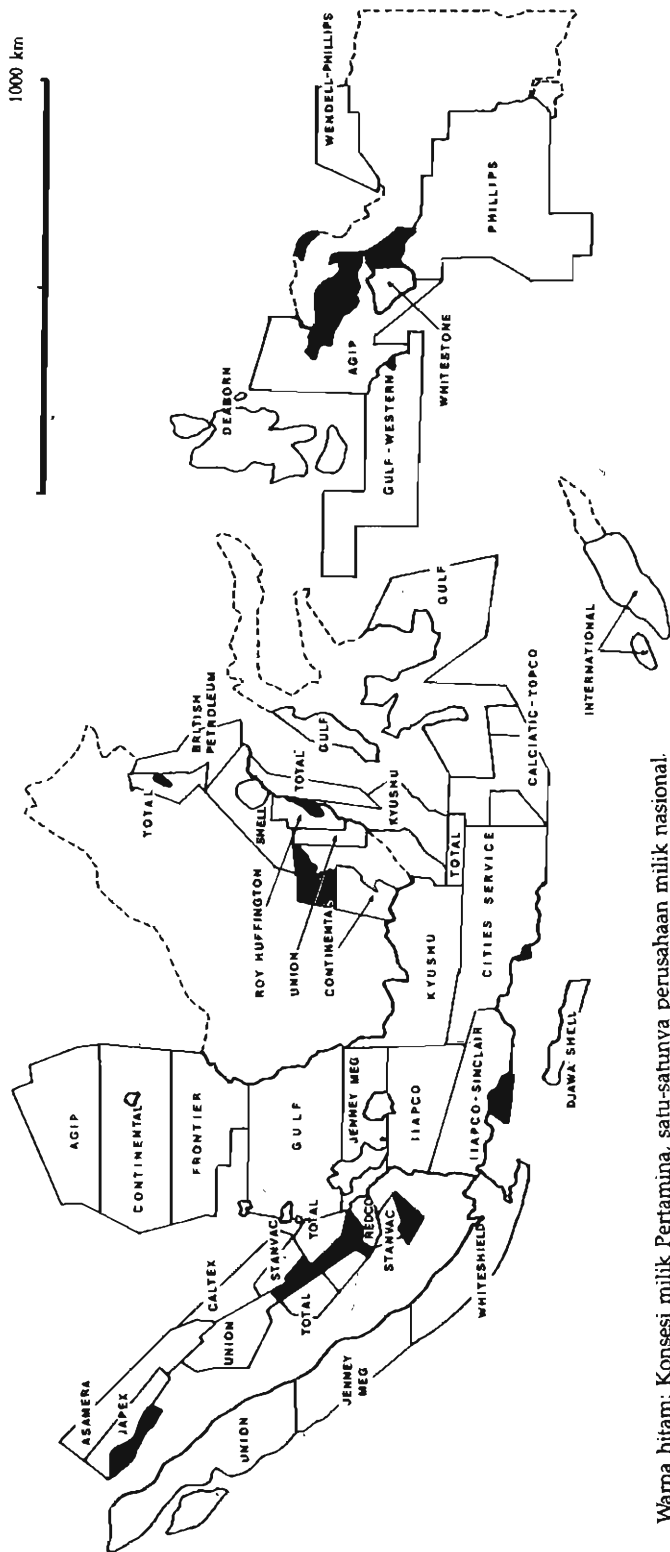 1000 km
WENDELL-PHILLIPS
PHILLIPS
DEABORN
AGIP
GULF-WESTERN
WHITESTONE
BRITISH
PETROLEUM
TOTAL
SHELL
TOTAL
GULF
GULF
KYUSHU
ROY HUFFINGTON
UNION
CONTINENTAL
TOTAL
CALCIATIC-TOPCO
INTERNATIONAL
KYUSHU
CITIES SERVICE
AGIP
CONTINENTAL
FRONTIER
GULF
JENNEY MEG
IIAPCO
IIAPCO-SINCLAIR
DJAWA SHELL
ASAMERA
JAPEX
CALTEX
UNION
STANVAC
TOTAL
TOTAL
REDCO
STANVAC
UNION
JENNEY
MEG
WHITESHIELD
Warna hitam: Konsesi milik Pertamina, satu-satunya perusahaan milik nasional.